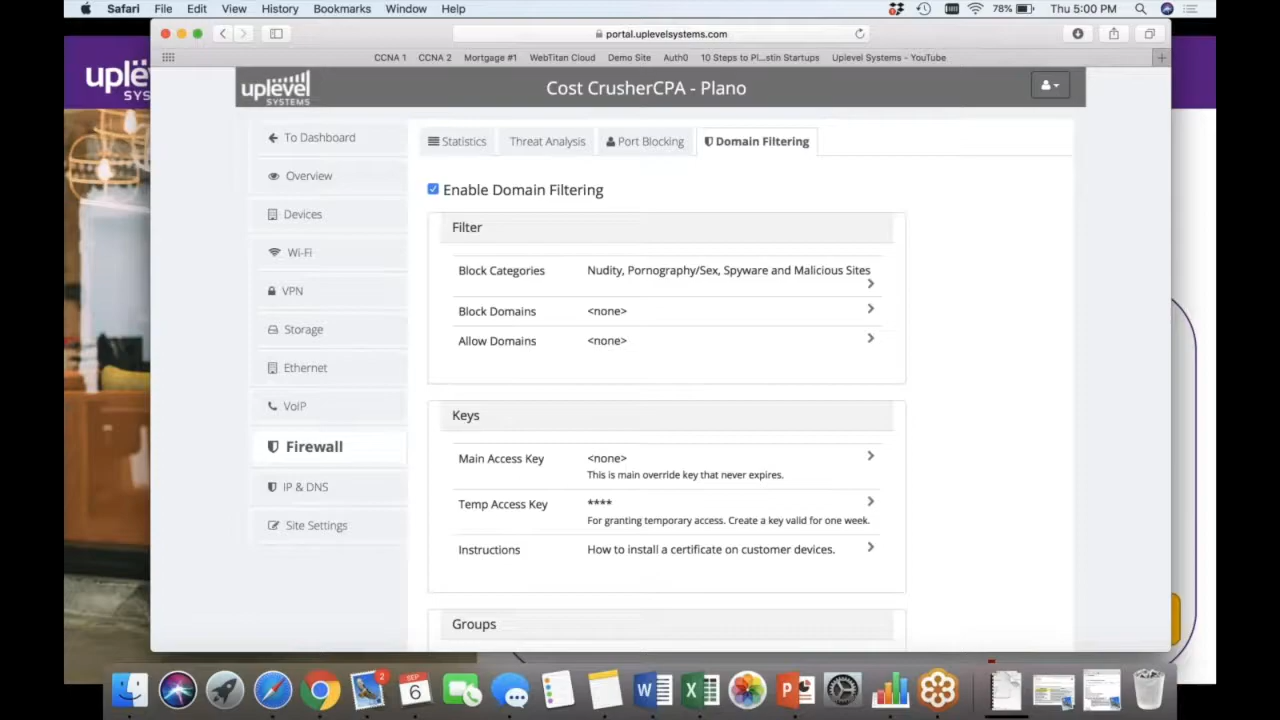 Safari File Edit View History Bookmarks Window Help 78% Thu 5:00 PM
portal.uplevelsystems.com
CCNA 1 CCNA 2 Mortgage #1 WebTitan Cloud Demo Site Auth0 10 Steps to Pl...stin Startups Uplevel Systems - YouTube
uplevel
SYSTEMS
Cost CrusherCPA - Plano
uplé
SYS
To Dashboard
Overview
Devices
Wi-Fi
VPN
Storage
Ethernet
VoIP
Firewall
IP & DNS
Site Settings
Statistics Threat Analysis Port Blocking Domain Filtering
Enable Domain Filtering
Filter
Block Categories Nudity, Pornography/Sex, Spyware and Malicious Sites
Block Domains <none>
Allow Domains <none>
Keys
Main Access Key <none>
This is main override key that never expires.
Temp Access Key ****
For granting temporary access. Create a key valid for one week.
Instructions How to install a certificate on customer devices.
Groups
2
SEP
6